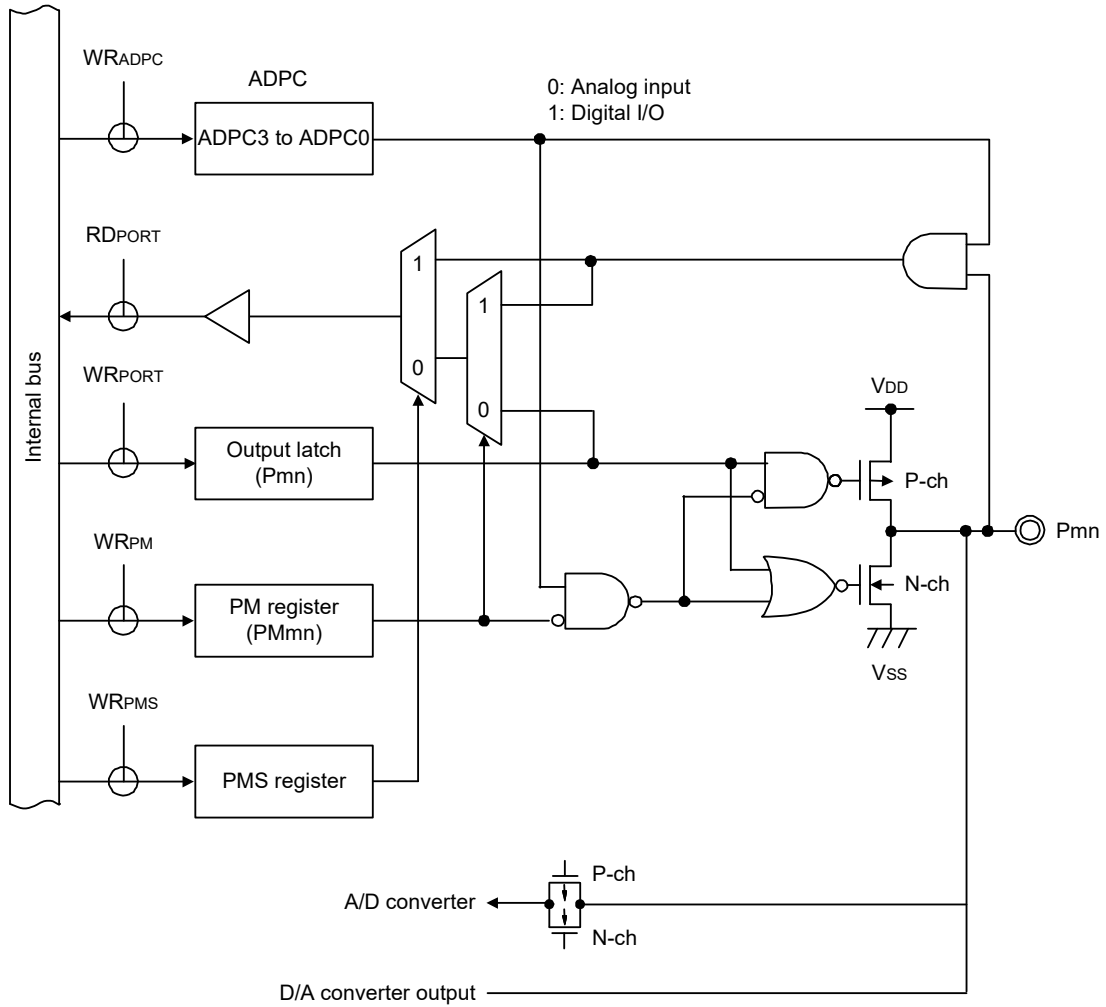 WRADPC
ADPC
0: Analog input
1: Digital I/O
ADPC3 to ADPC0
RDPORT
1
1
0
0
Internal bus
WRPORT
VDD
Output latch
(Pmn)
P-ch
Pmn
WRPM
N-ch
PM register
(PMmn)
VSS
WRPMS
PMS register
P-ch
A/D converter
N-ch
D/A converter output